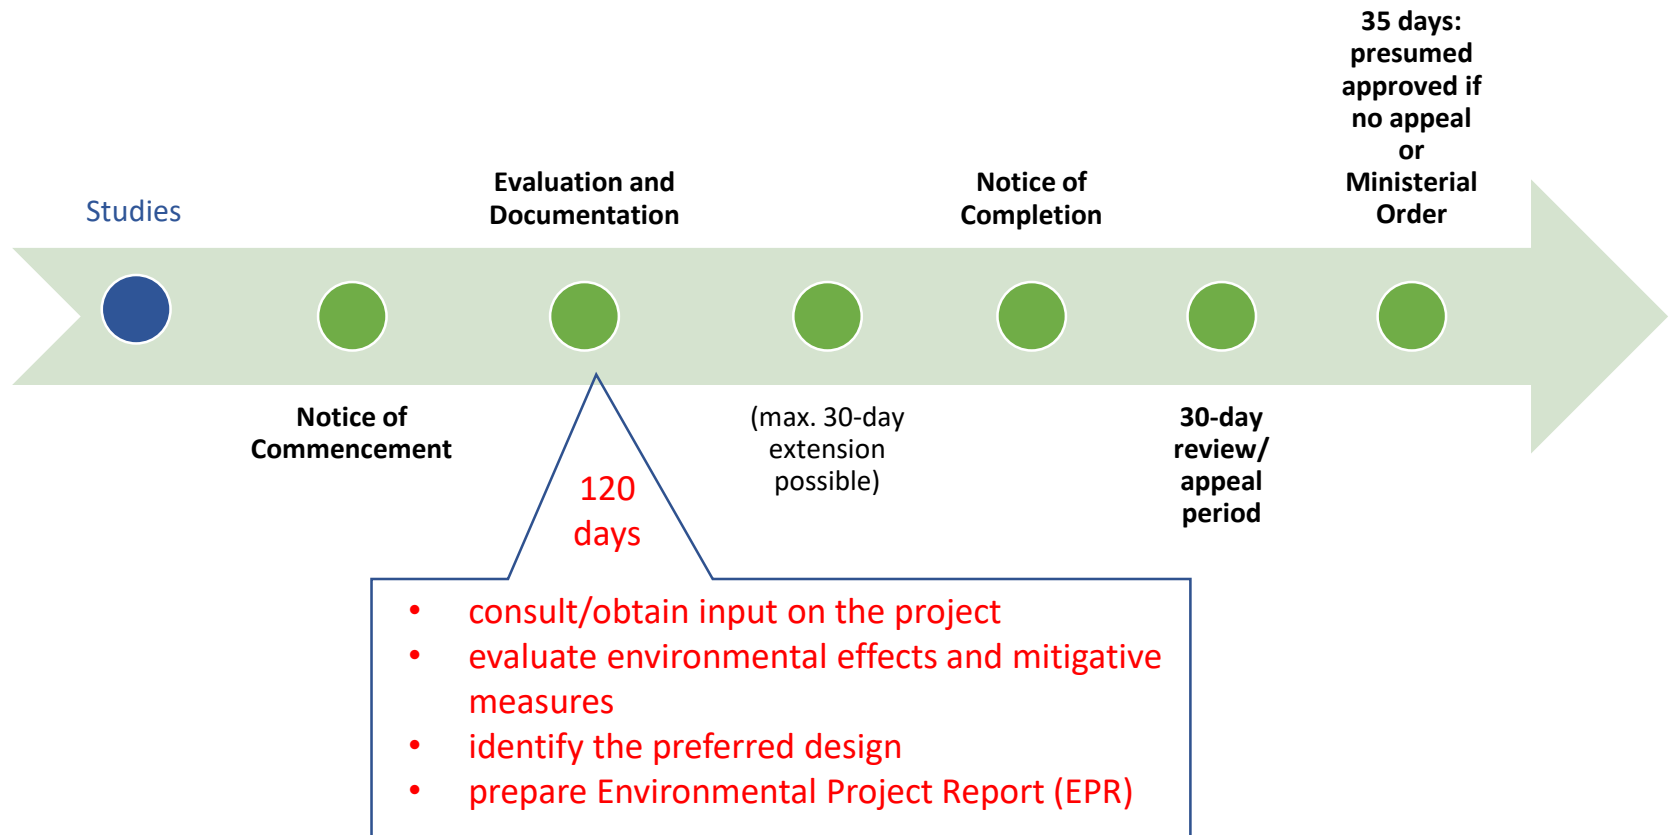 Studies
Notice of
Commencement
Evaluation and
Documentation
120
days
• consult/obtain input on the project
• evaluate environmental effects and mitigative
measures
• identify the preferred design
• prepare Environmental Project Report (EPR)
(max. 30-day
extension
possible)
Notice of
Completion
30-day
review/
appeal
period
35 days:
presumed
approved if
no appeal
or
Ministerial
Order